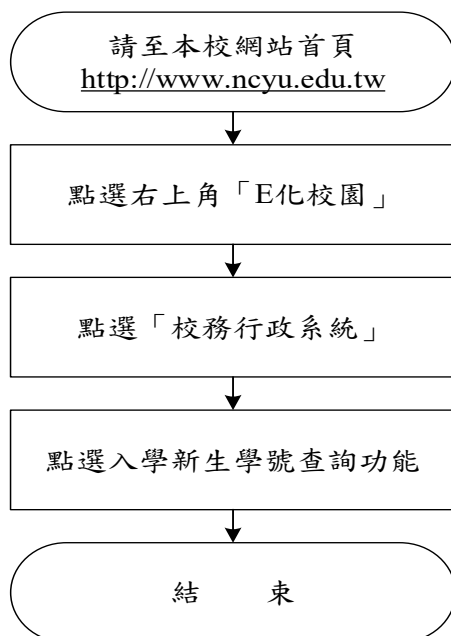 請至本校網站首頁
http://www.ncyu.edu.tw
點選右上角「E化校園」
點選「校務行政系統」
點選入學新生學號查詢功能
結　　束